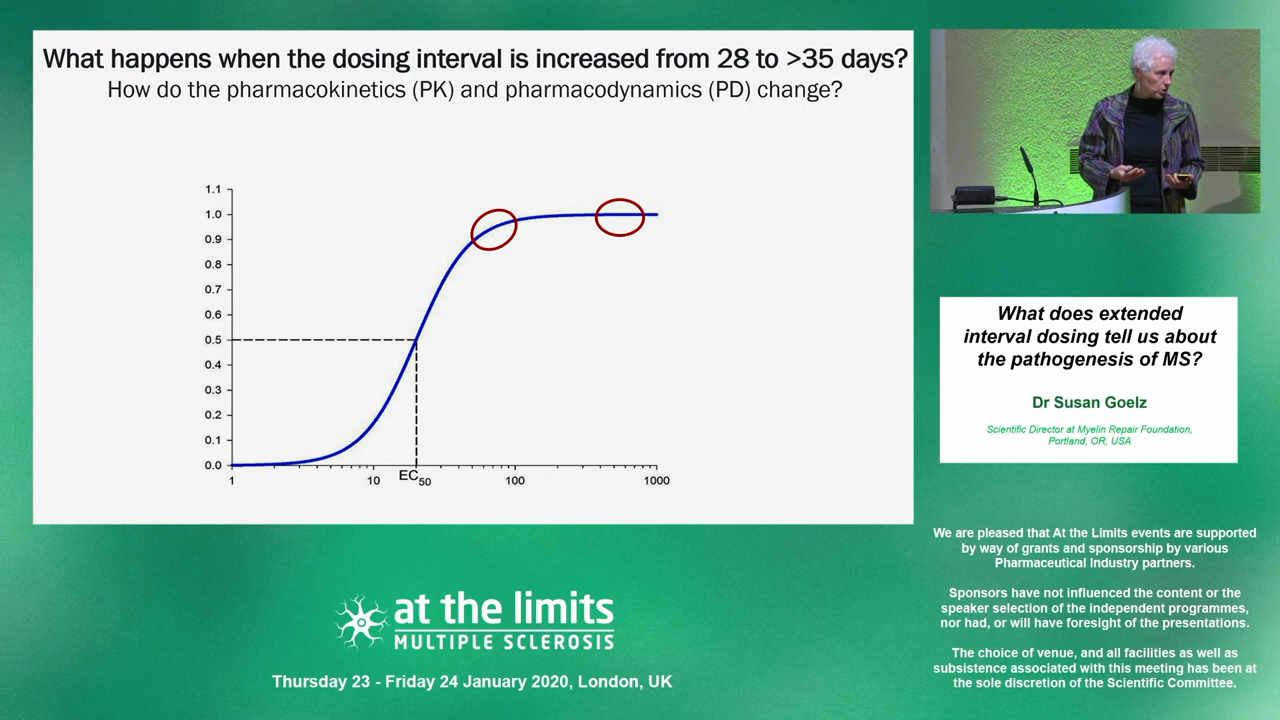 What happens when the dosing interval is increased from 28 to >35 days?
How do the pharmacokinetics (PK) and pharmacodynamics (PD) change?
1.1
1.0
0.9
0.8
0.7
0.6
0.5
0.4
0.3
0.2
0.1
0.0
1
10
EC50
100
1000
What does extended
interval dosing tell us about
the pathogenesis of MS?
Dr Susan Goelz
Scientific Director at Myelin Repair Foundation,
Portland, OR, USA
We are pleased that At the Limits events are supported
by way of grants and sponsorship by various
Pharmaceutical Industry partners.
Sponsors have not influenced the content or the
speaker selection of the independent programmes,
nor had, or will have foresight of the presentations.
The choice of venue, and all facilities as well as
subsistence associated with this meeting has been at
the sole discretion of the Scientific Committee.
at the limits
MULTIPLE SCLEROSIS
Thursday 23 - Friday 24 January 2020, London, UK